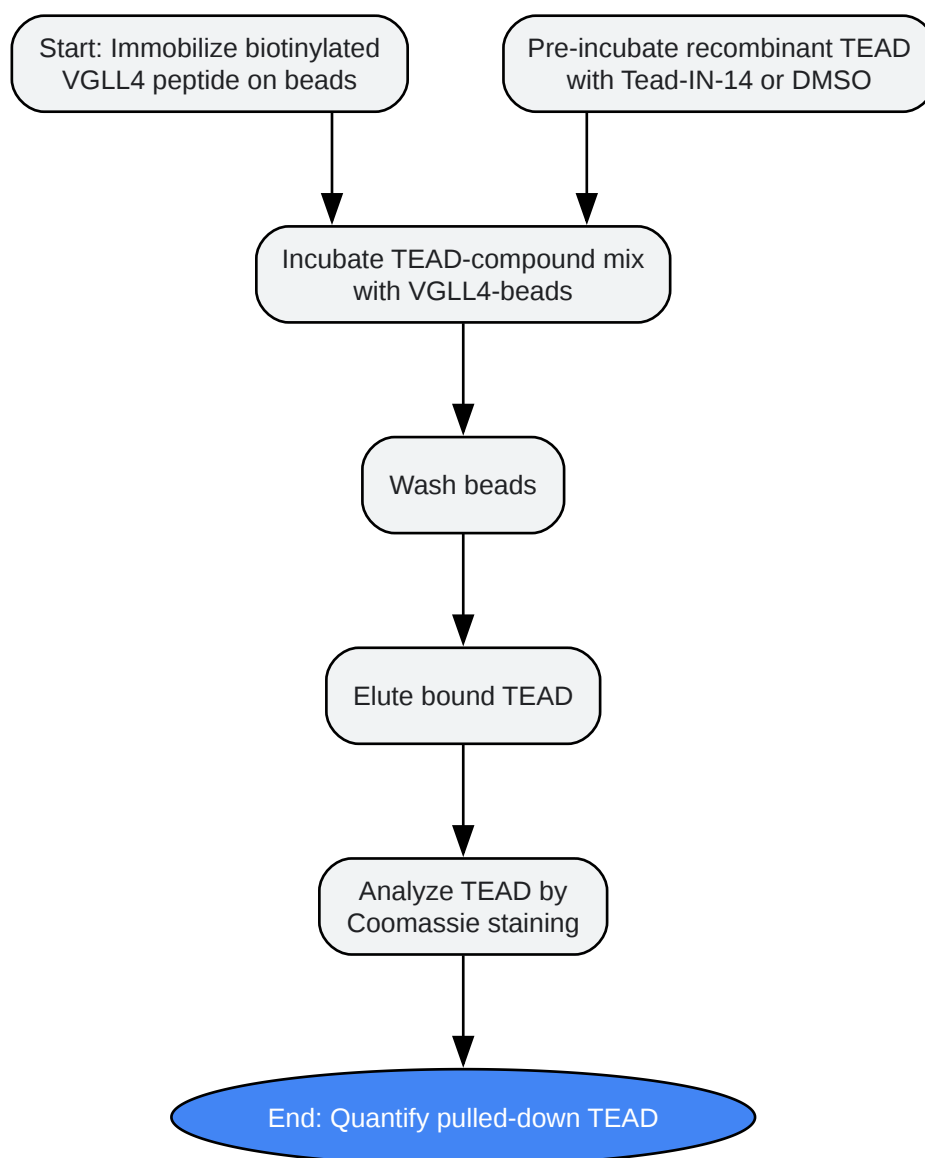 Start: Immobilize biotinylated
VGLL4 peptide on beads
Pre-incubate recombinant TEAD
with Tead-IN-14 or DMSO
Incubate TEAD-compound mix
with VGLL4-beads
Wash beads
Elute bound TEAD
Analyze TEAD by
Coomassie staining
End: Quantify pulled-down TEAD